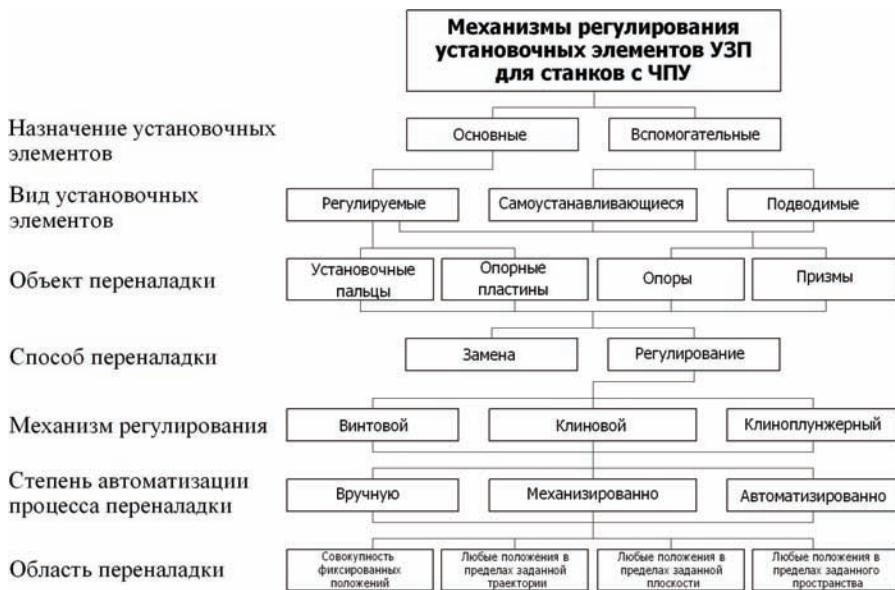 Механизмы регулирования
установочных элементов УЗП
для станков с ЧПУ
Назначение установочных
элементов
Основные
Вспомогательные
Вид установочных
элементов
Регулируемые
Самоустанавливающиеся
Подводимые
Объект переналадки
Установочные
пальцы
Опорные
пластины
Опоры
Призмы
Способ переналадки
Замена
Регулирование
Механизм регулирования
Винтовой
Клиновой
Клиноплунжерный
Степень автоматизации
процесса переналадки
Вручную
Механизированно
Автоматизированно
Область переналадки
Совокупность
фиксированных
положений
Любые положения в
пределах заданной
траектории
Любые положения в
пределах заданной
плоскости
Любые положения в
пределах заданного
пространства